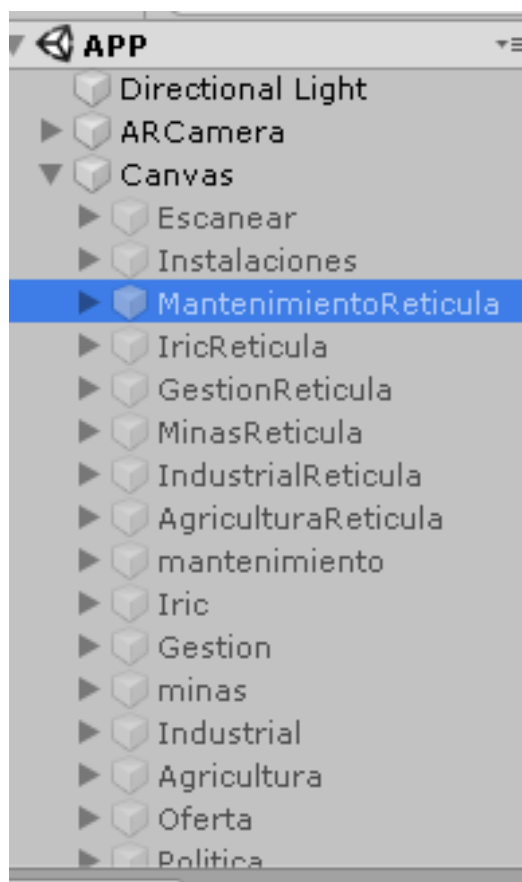 APP
Directional Light
ARCamera
Canvas
Escanear
Instalaciones
MantenimientoReticula
IricReticula
GestionReticula
MinasReticula
IndustrialReticula
AgriculturaReticula
mantenimiento
Iric
Gestion
minas
Industrial
Agricultura
Oferta
Politica